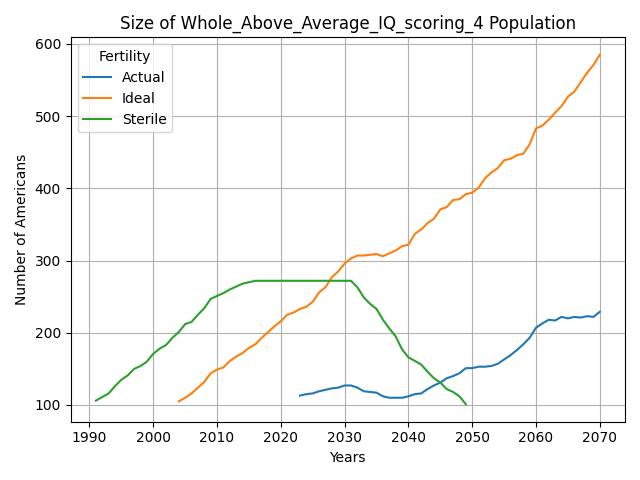 Size of Whole_Above_Average_IQ_scoring_4 Population
Number of Americans
600
500
400
300
200
100
Fertility
Actual
Ideal
Sterile
1990 2000 2010 2020 2030 2040 2050 2060 2070
Years